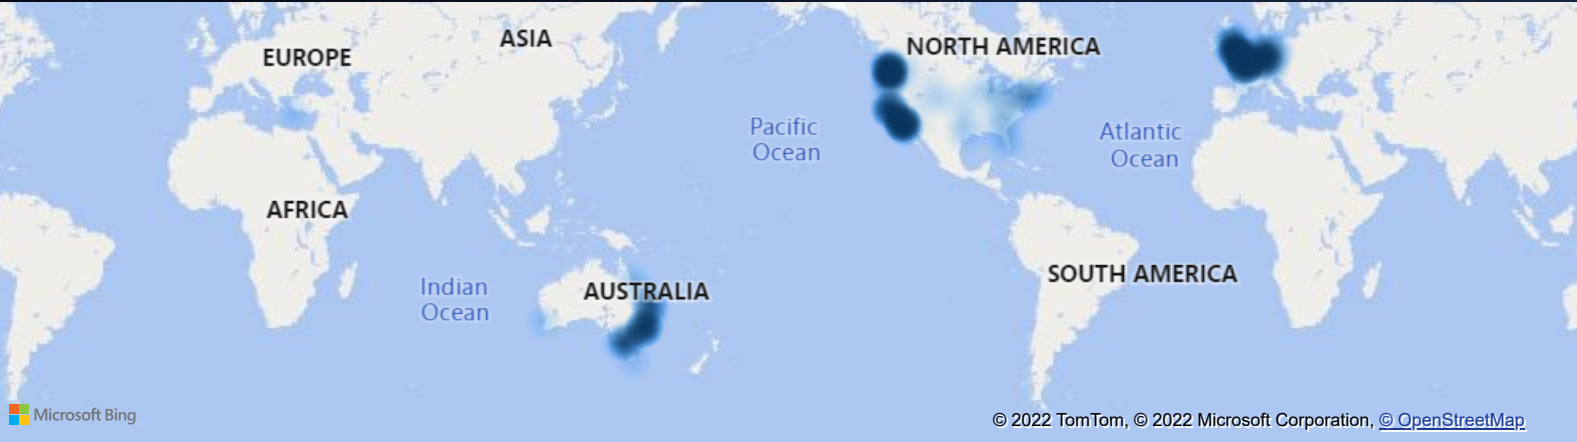 ASIA
EUROPE
NORTH AMERICA
Pacific
Ocean
Atlantic
Ocean
AFRICA
SOUTH AMERICA
Indian
Ocean
AUSTRALIA
Microsoft Bing
© 2022 TomTom, © 2022 Microsoft Corporation, © OpenStreetMap